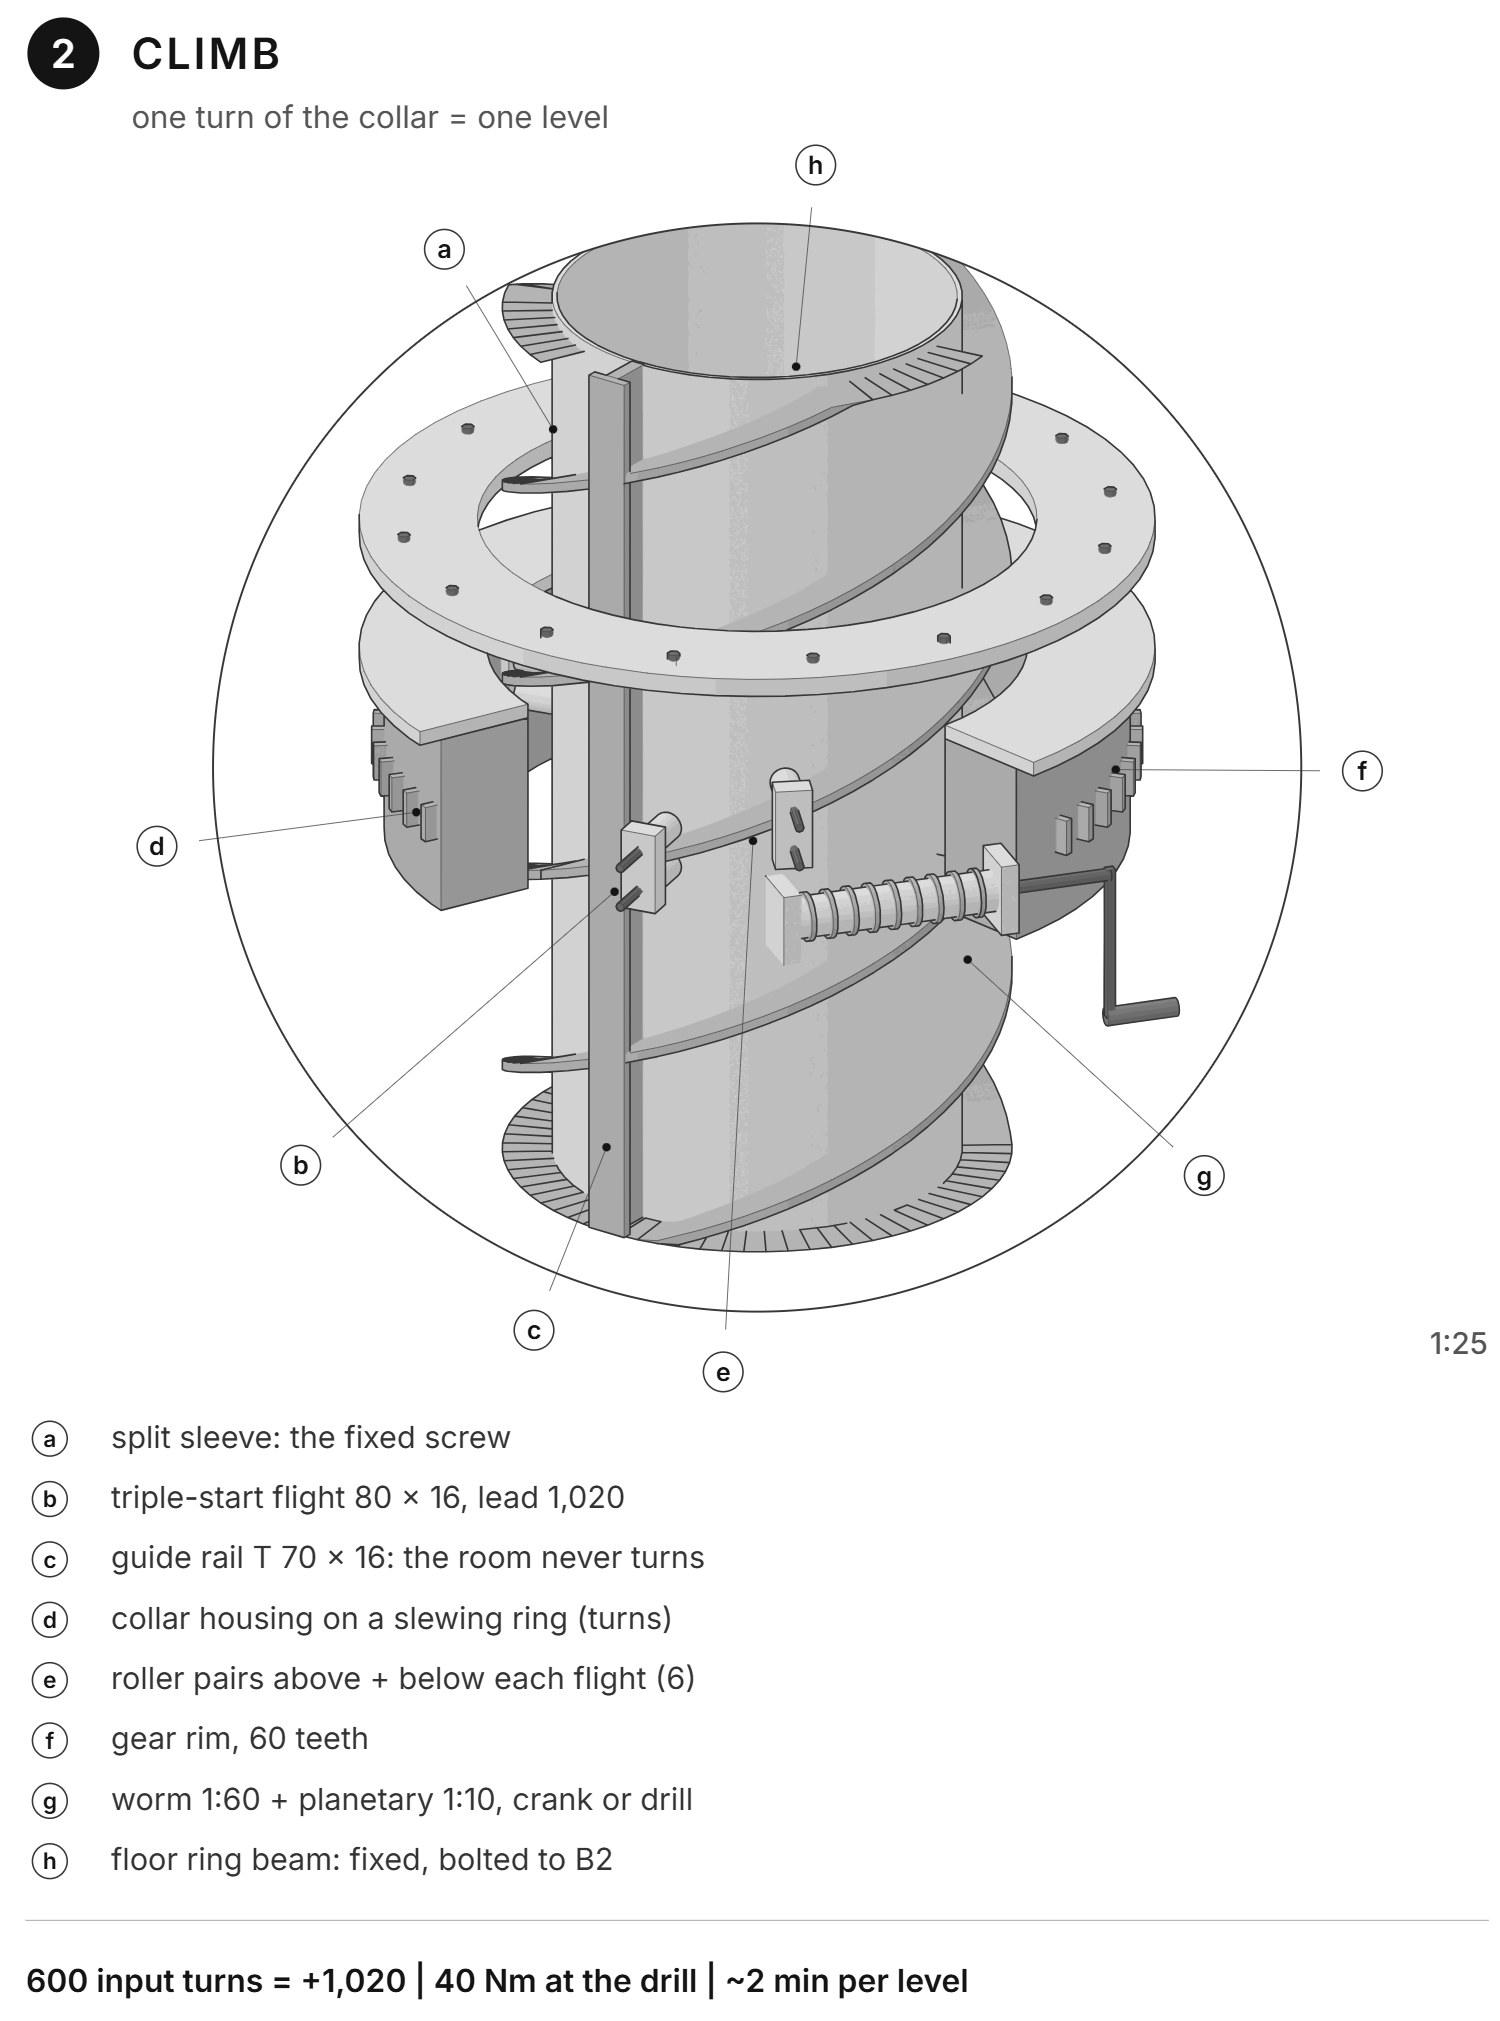 2 CLIMB
one turn of the collar = one level
h
a
f
d
b
g
c
e
1:25
a split sleeve: the fixed screw
b triple-start flight 80 × 16, lead 1,020
c guide rail T 70 × 16: the room never turns
d collar housing on a slewing ring (turns)
e roller pairs above + below each flight (6)
f gear rim, 60 teeth
g worm 1:60 + planetary 1:10, crank or drill
h floor ring beam: fixed, bolted to B2
600 input turns = +1,020 | 40 Nm at the drill | ~2 min per level